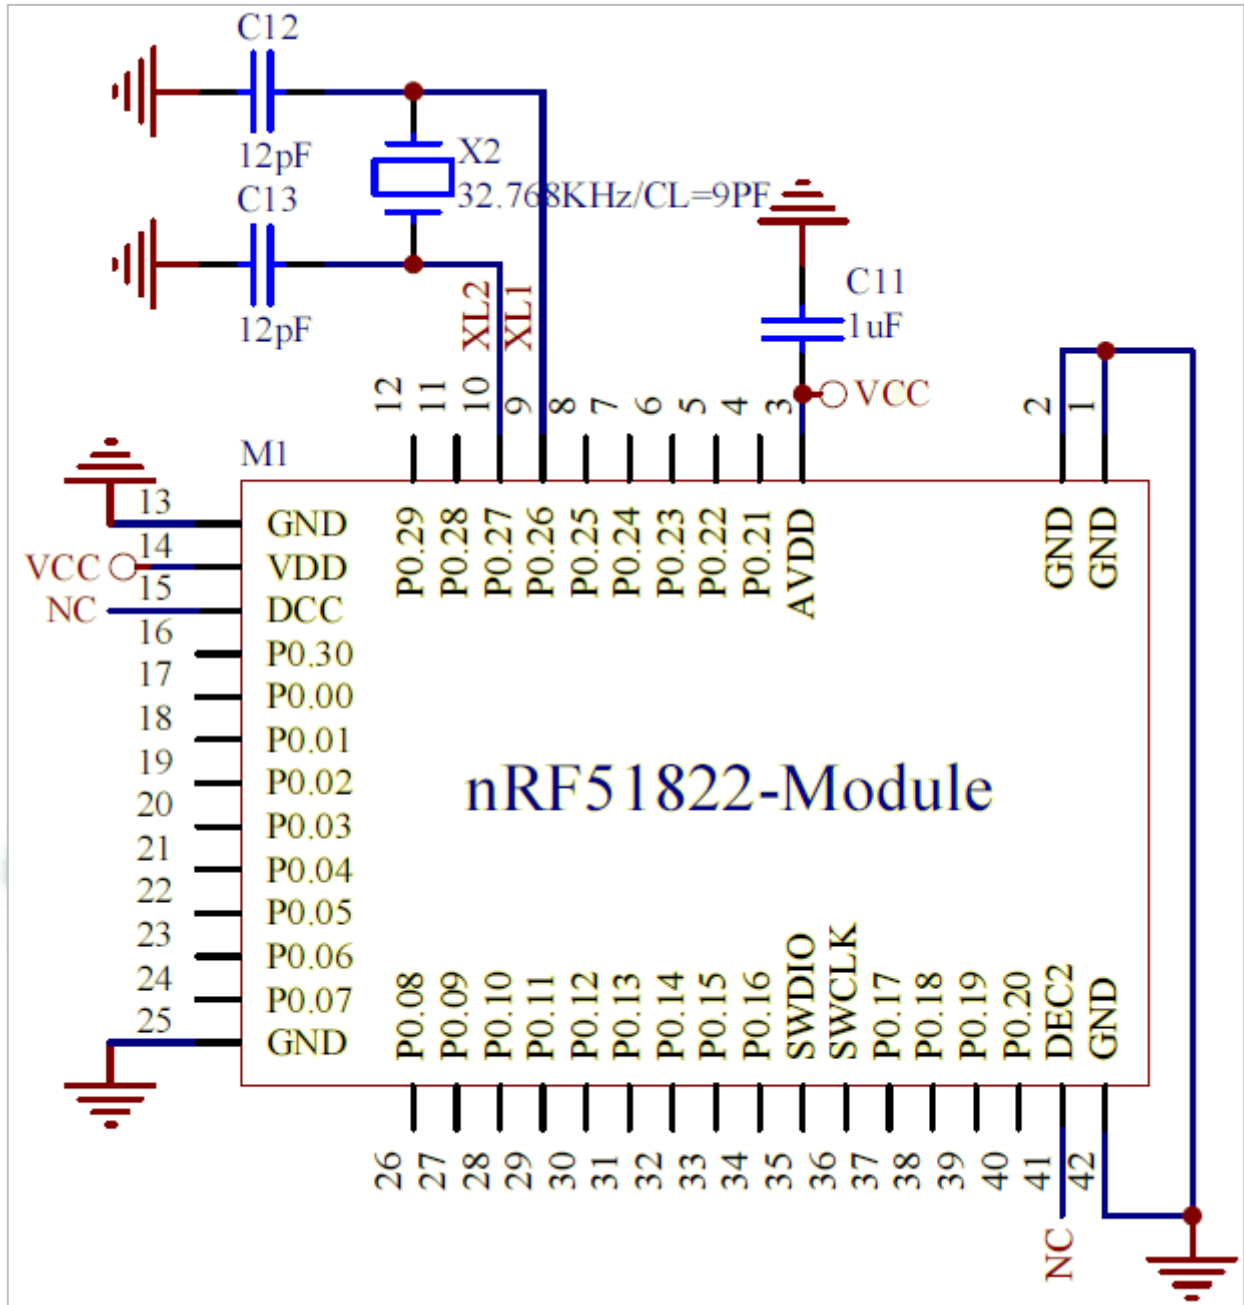 C12
12pF
X2
32.768KHz/CL=9PF
C13
12pF
XL2
XL1
C11
1uF
VCC
12
11
10
9
8
7
6
5
4
3
2
1
M1
P0.29
P0.28
P0.27
P0.26
P0.25
P0.24
P0.23
P0.22
P0.21
AVDD
GND
GND
13
GND
VCC
14
VDD
NC
15
DCC
16
P0.30
17
P0.00
18
P0.01
19
P0.02
20
P0.03
21
P0.04
22
P0.05
23
P0.06
24
P0.07
25
GND
nRF51822-Module
P0.08
P0.09
P0.10
P0.11
P0.12
P0.13
P0.14
P0.15
P0.16
SWDIO
SWCLK
P0.17
P0.18
P0.19
P0.20
DEC2
GND
26
27
28
29
30
31
32
33
34
35
36
37
38
39
40
41
42
NC